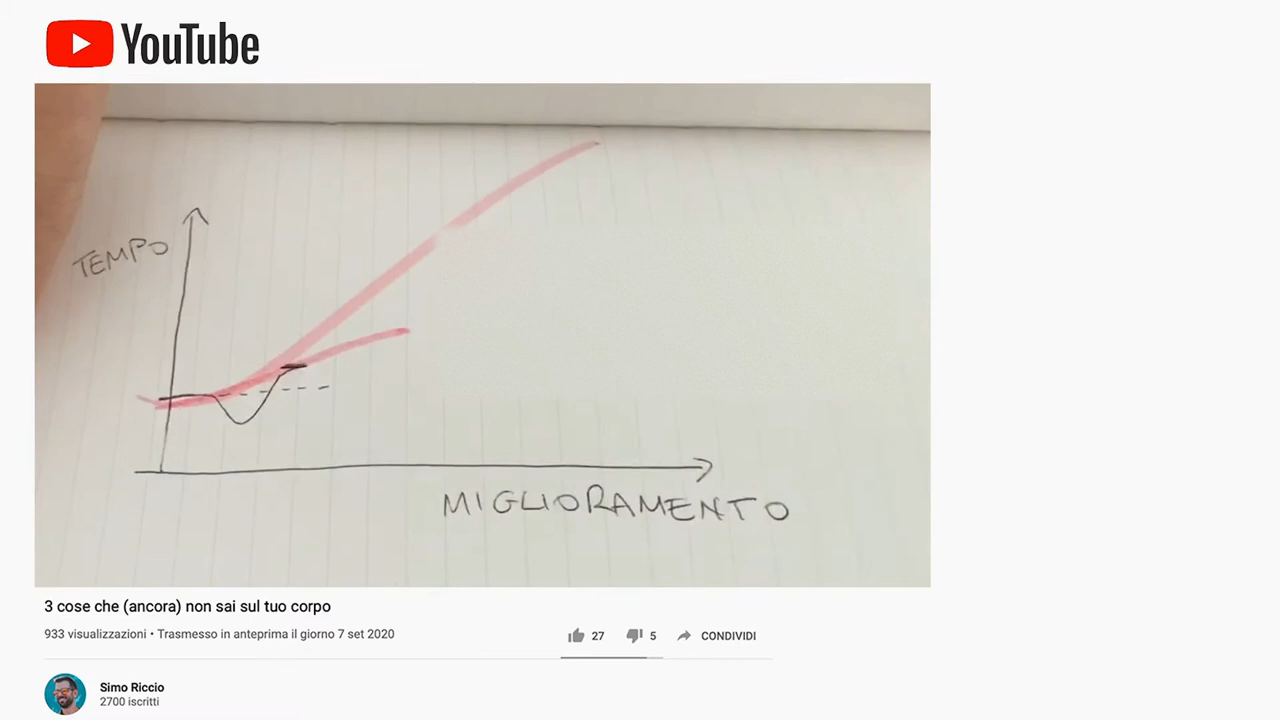 YouTube
TEMPO
MIGLIORAMENTO
3 cose che (ancora) non sai sul tuo corpo
933 visualizzazioni • Trasmesso in anteprima il giorno 7 set 2020
27
5
CONDIVIDI
Simo Riccio
2700 iscritti